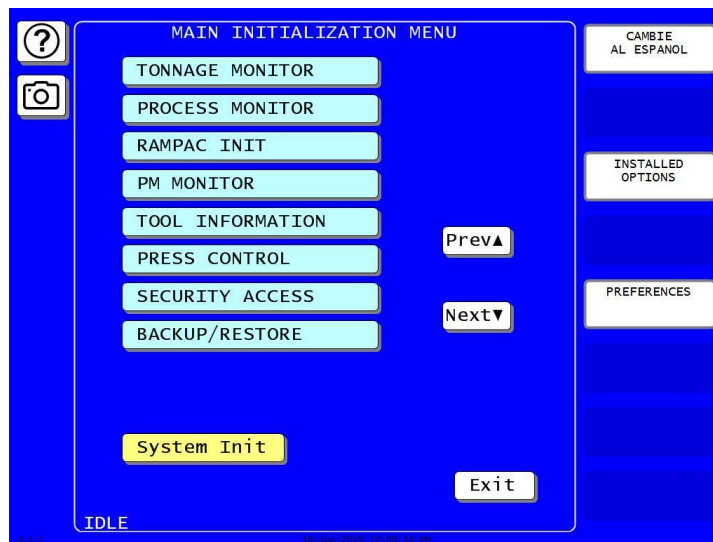 MAIN INITIALIZATION MENU
TONNAGE MONITOR
PROCESS MONITOR
RAMPAC INIT
PM MONITOR
TOOL INFORMATION
PRESS CONTROL
SECURITY ACCESS
BACKUP/RESTORE
Prev▲
Next▼
System Init
Exit
IDLE
CAMBIE
AL ESPANOL
INSTALLED
OPTIONS
PREFERENCES